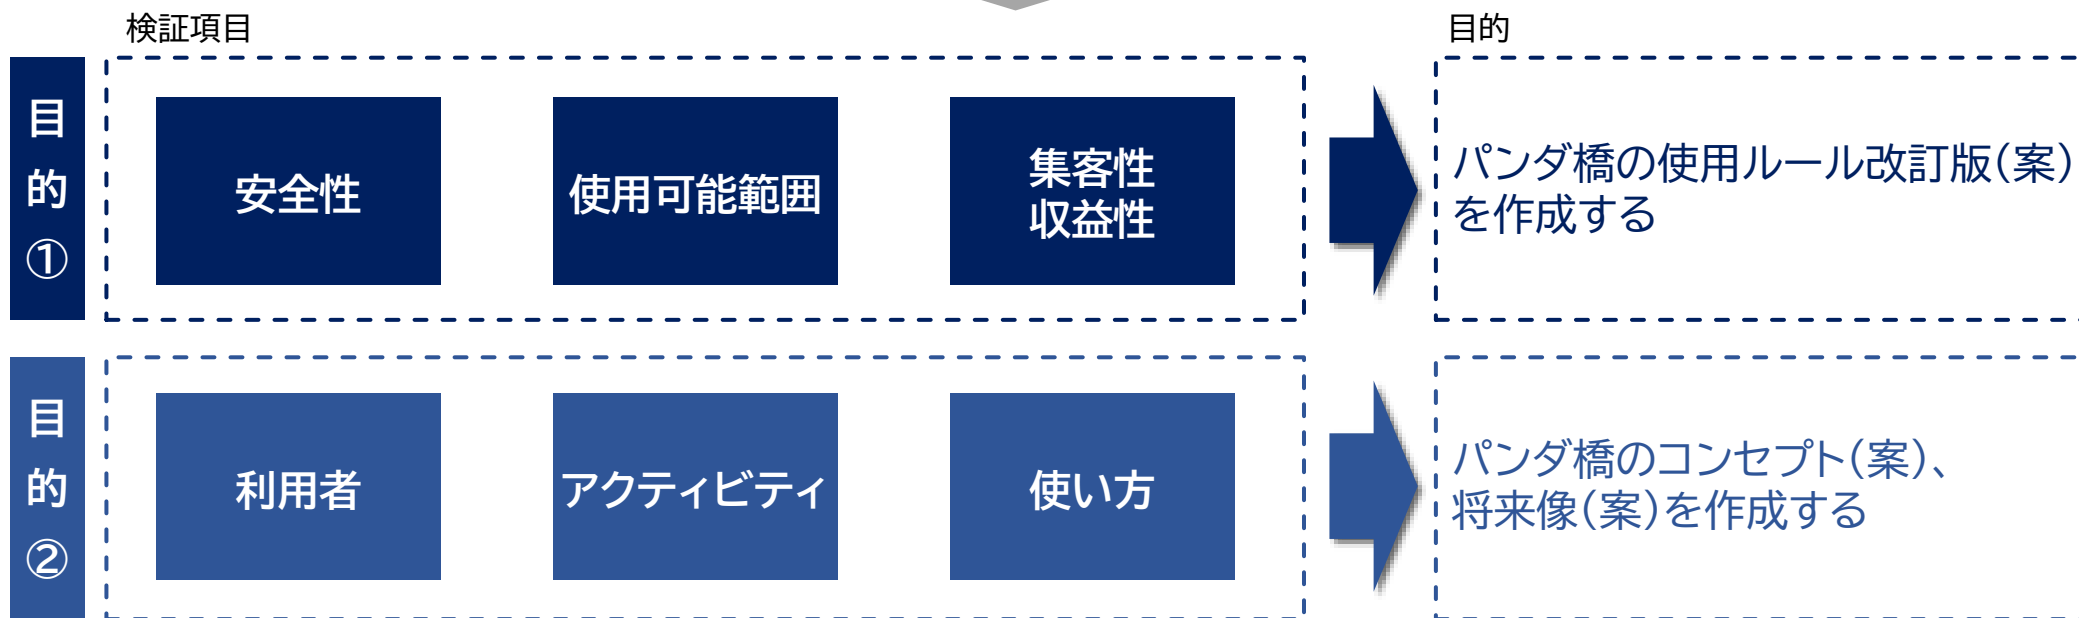 検証項目
目的
目的①
安全性
使用可能範囲
集客性
収益性
パンダ橋の使用ルール改訂版(案)
を作成する
目的②
利用者
アクティビティ
使い方
パンダ橋のコンセプト(案)、
将来像(案)を作成する